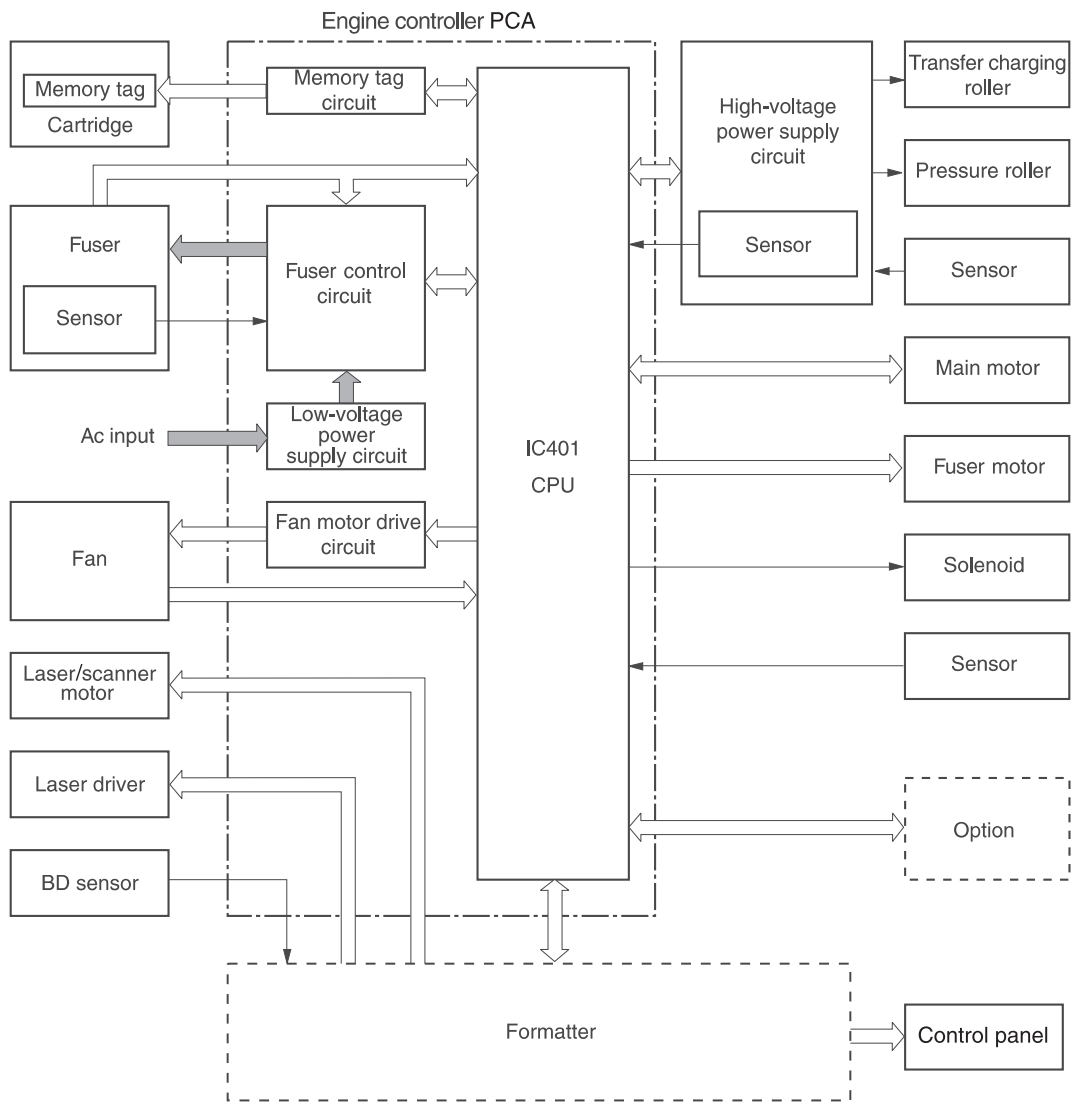 Engine controller PCA
Memory tag
Cartridge
Memory tag
circuit
High-voltage
power supply
circuit
Sensor
Transfer charging
roller
Pressure roller
Sensor
Fuser
Sensor
Fuser control
circuit
Ac input
Low-voltage
power
supply circuit
IC401
CPU
Main motor
Fuser motor
Fan
Fan motor drive
circuit
Solenoid
Sensor
Laser/scanner
motor
Laser driver
BD sensor
Option
Formatter
Control panel